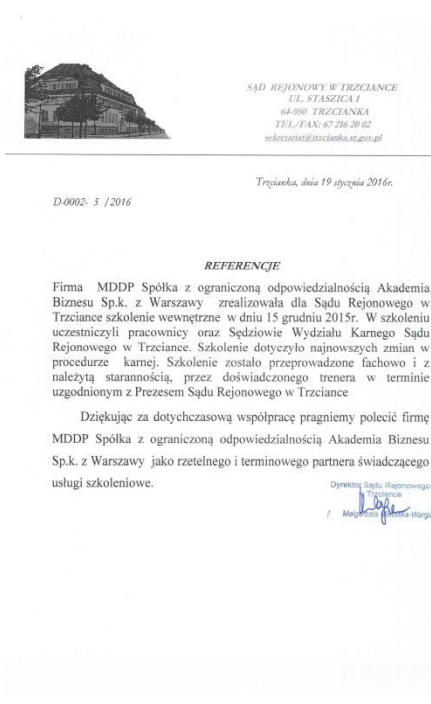 SĄD REJONOWY W TRZCIANCE
UL. STASZICA 1
64-980 TRZCIANKA
TEL./FAX: 67 216 20 02
sekretariat@trzcianka.sr.gov.pl
Trzcianka, dnia 19 stycznia 2016r.
D-0002- 5 /2016
REFERENCJE
Firma MDDP Spółka z ograniczoną odpowiedzialnością Akademia
Biznesu Sp.k. z Warszawy zrealizowała dla Sądu Rejonowego w
Trzciance szkolenie wewnętrzne w dniu 15 grudniu 2015r. W szkoleniu
uczestniczyli pracownicy oraz Sędziowie Wydziału Karnego Sądu
Rejonowego w Trzciance. Szkolenie dotyczyło najnowszych zmian w
procedurze karnej. Szkolenie zostało przeprowadzone fachowo i z
należytą starannością, przez doświadczonego trenera w terminie
uzgodnionym z Prezesem Sądu Rejonowego w Trzciance
Dziękując za dotychczasową współpracę pragniemy polecić firmę
MDDP Spółka z ograniczoną odpowiedzialnością Akademia Biznesu
Sp.k. z Warszawy jako rzetelnego i terminowego partnera świadczącego
usługi szkoleniowe.
Dyrektor Sądu Rejonowego
w Trzciance